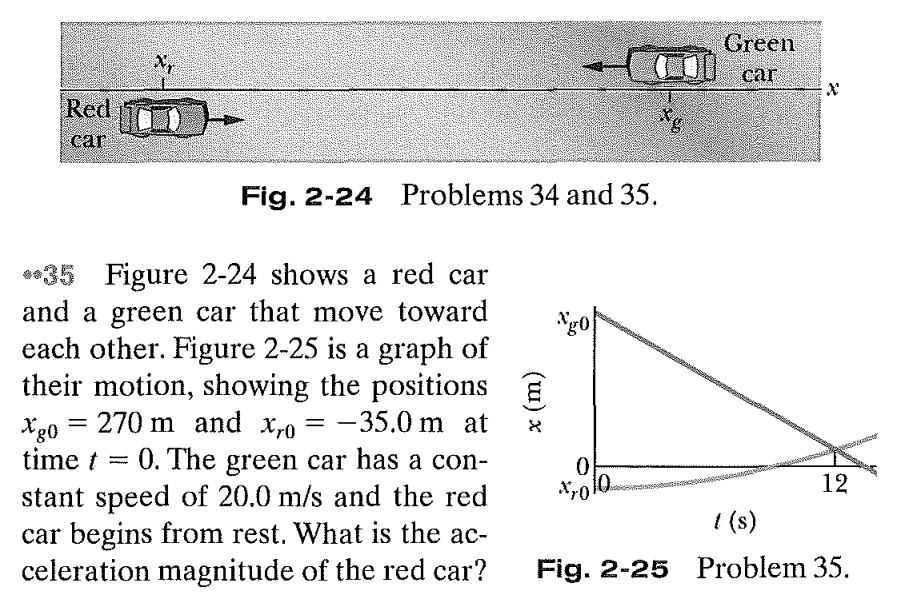 Green
x_r
car
x
Red
x_g
car
Fig. 2-24 Problems 34 and 35.
••35 Figure 2-24 shows a red car
and a green car that move toward
each other. Figure 2-25 is a graph of
their motion, showing the positions
x_g0 = 270 m and x_r0 = −35.0 m at
time t = 0. The green car has a con-
stant speed of 20.0 m/s and the red
car begins from rest. What is the ac-
celeration magnitude of the red car?
x_g0
x (m)
0
x_r0
0
12
t (s)
Fig. 2-25 Problem 35.